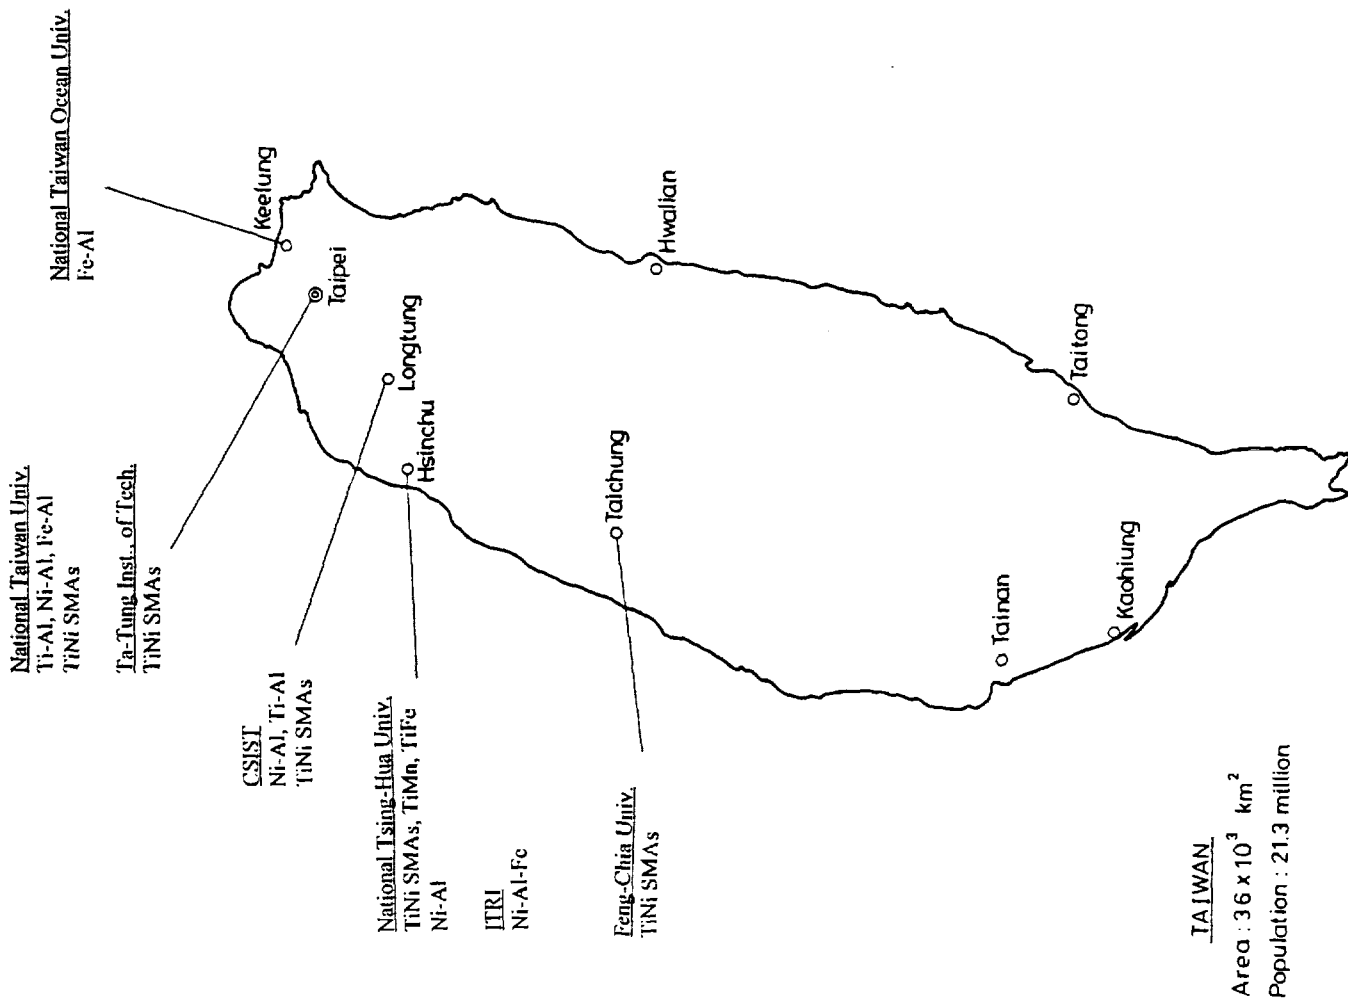 National Taiwan Ocean Univ.
Fe-Al
National Taiwan Univ.
Ti-Al, Ni-Al, Fe-Al
TiNi SMAs
Ta-Tung Inst. of Tech.
TiNi SMAs
CSIST
Ni-Al, Ti-Al
TiNi SMAs
National Tsing-Hua Univ.
TiNi SMAs, TiMn, TiFe
Ni-Al
ITRI
Ni-Al-Fe
Feng-Chia Univ.
TiNi SMAs
Keelung
Taipei
Longtung
Hsinchu
Taichung
Hwalian
Taitong
Tainan
Kaohiung
TAIWAN
Area : 36 x 10³ km²
Population : 21.3 million